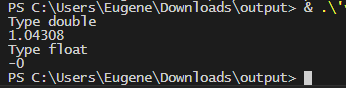 PS C:\Users\Eugene\Downloads\output> & .\'
Type double
1.04308
Type float
-0
PS C:\Users\Eugene\Downloads\output>